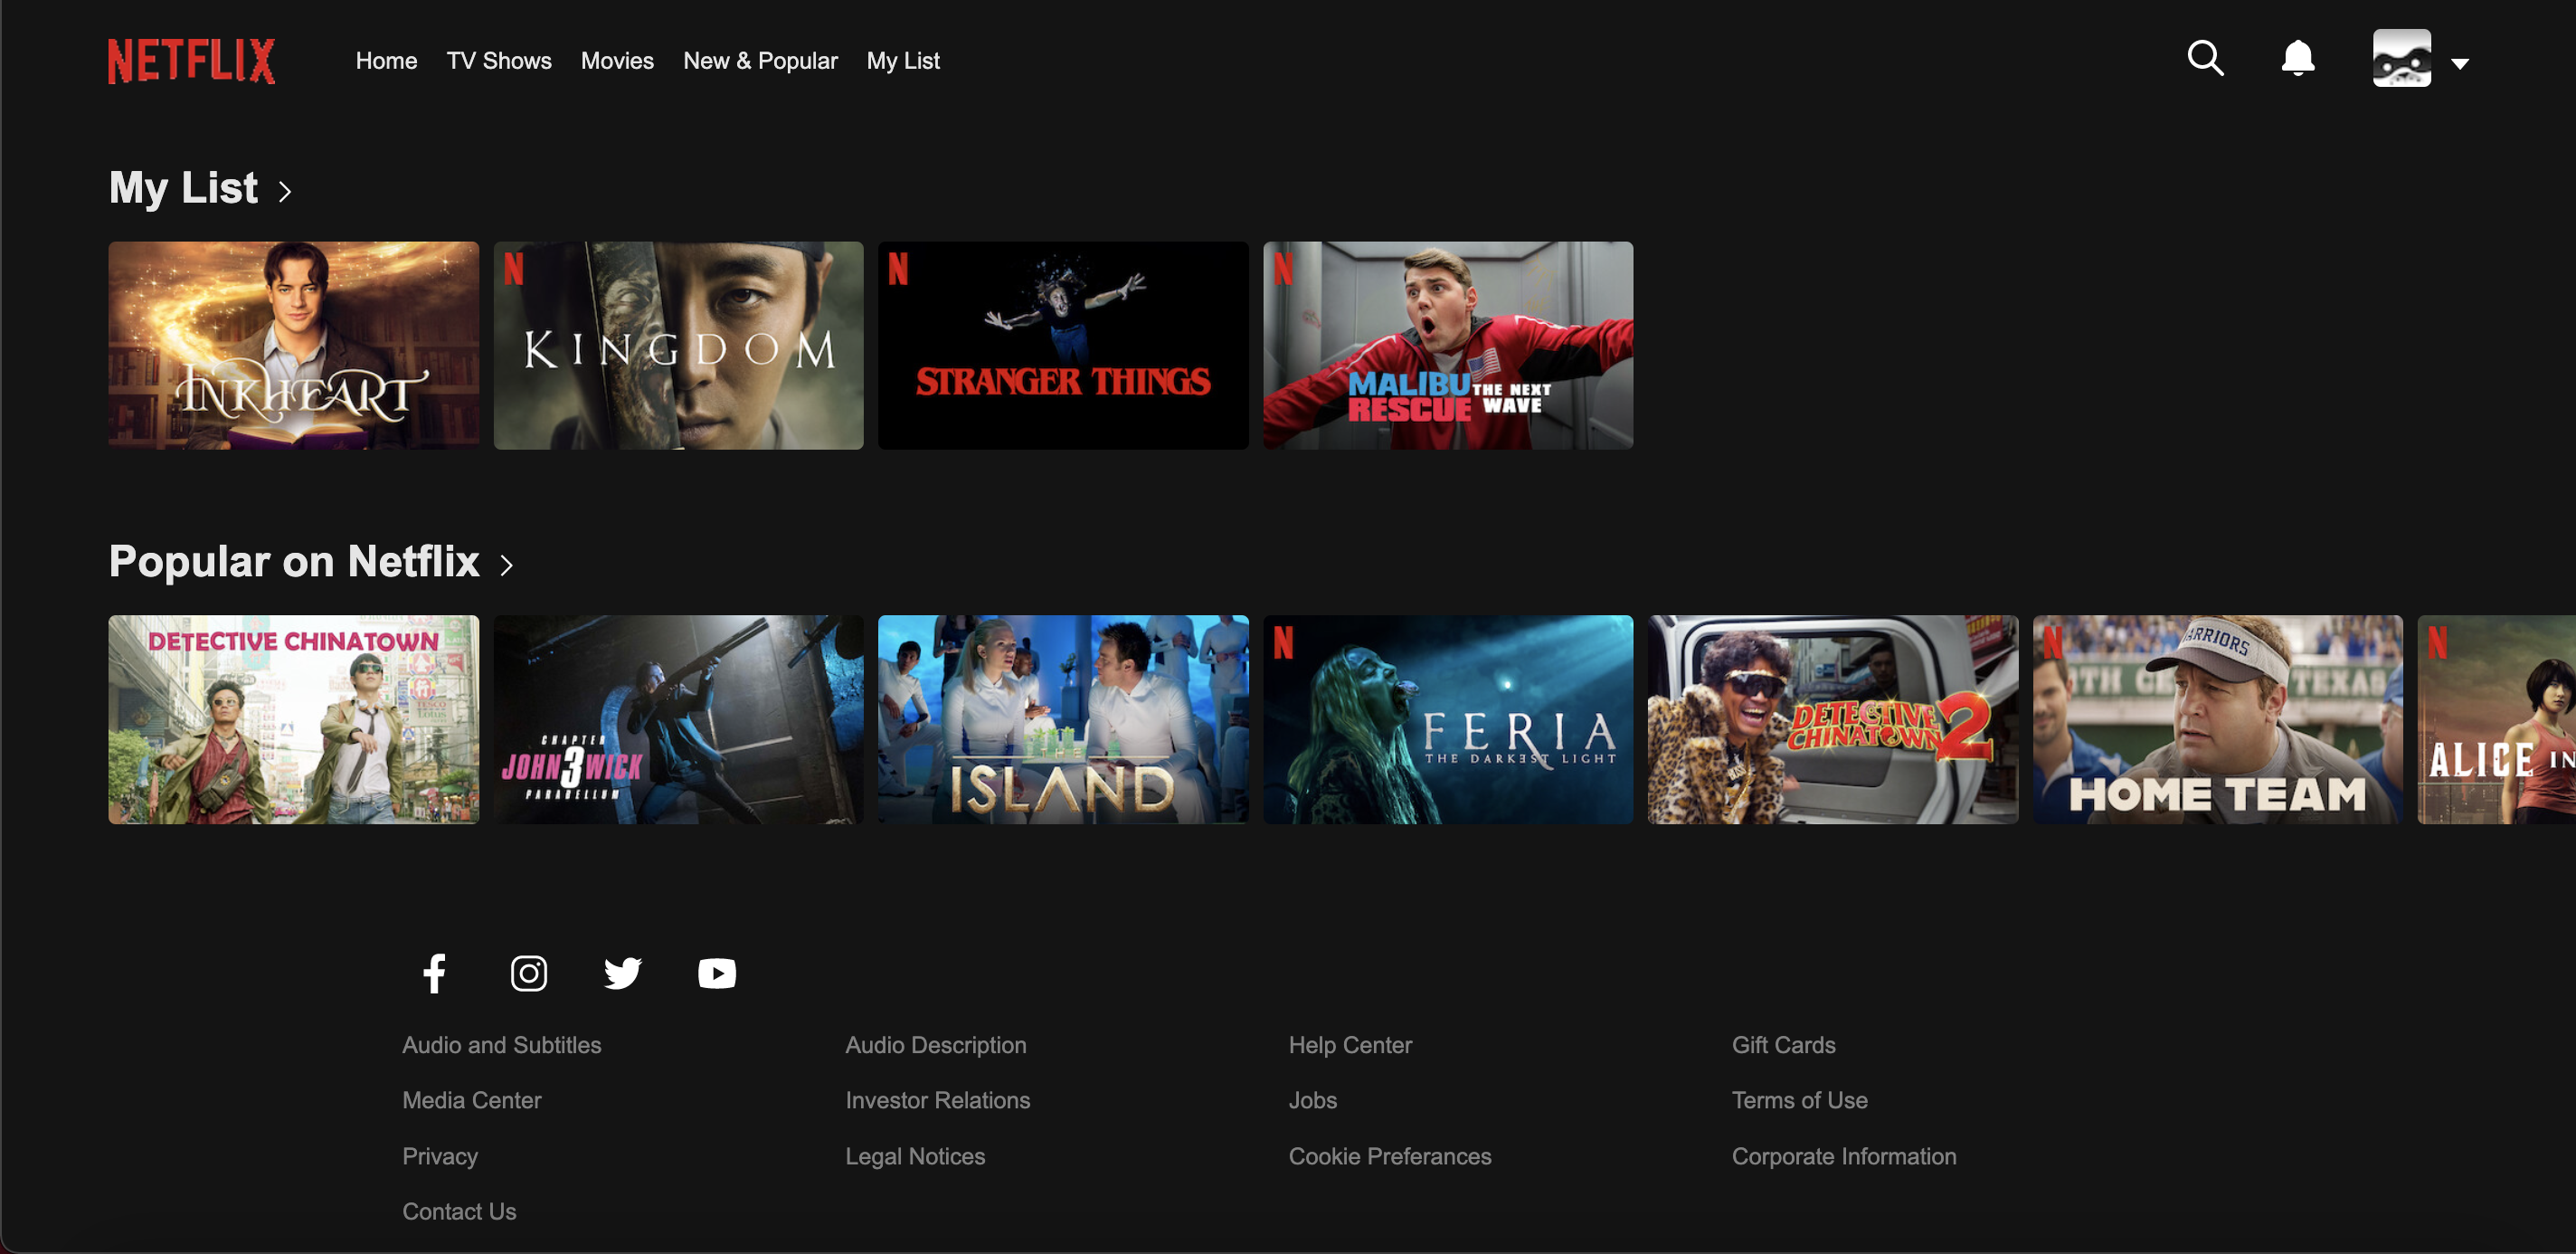 NETFLIX
Home
TV Shows
Movies
New & Popular
My List
My List
INKHEART
N
KINGDOM
N
STRANGER THINGS
N
MALIBU RESCUE THE NEXT WAVE
Popular on Netflix
DETECTIVE CHINATOWN
CHAPTER
JOHN 3 WICK
PARABELLUM
THE
ISLAND
N
FERIA
THE DARKEST LIGHT
DETECTIVE CHINATOWN 2
N
WARRIORS
TEXAS
HOME TEAM
N
ALICE IN
Audio and Subtitles
Audio Description
Help Center
Gift Cards
Media Center
Investor Relations
Jobs
Terms of Use
Privacy
Legal Notices
Cookie Preferances
Corporate Information
Contact Us